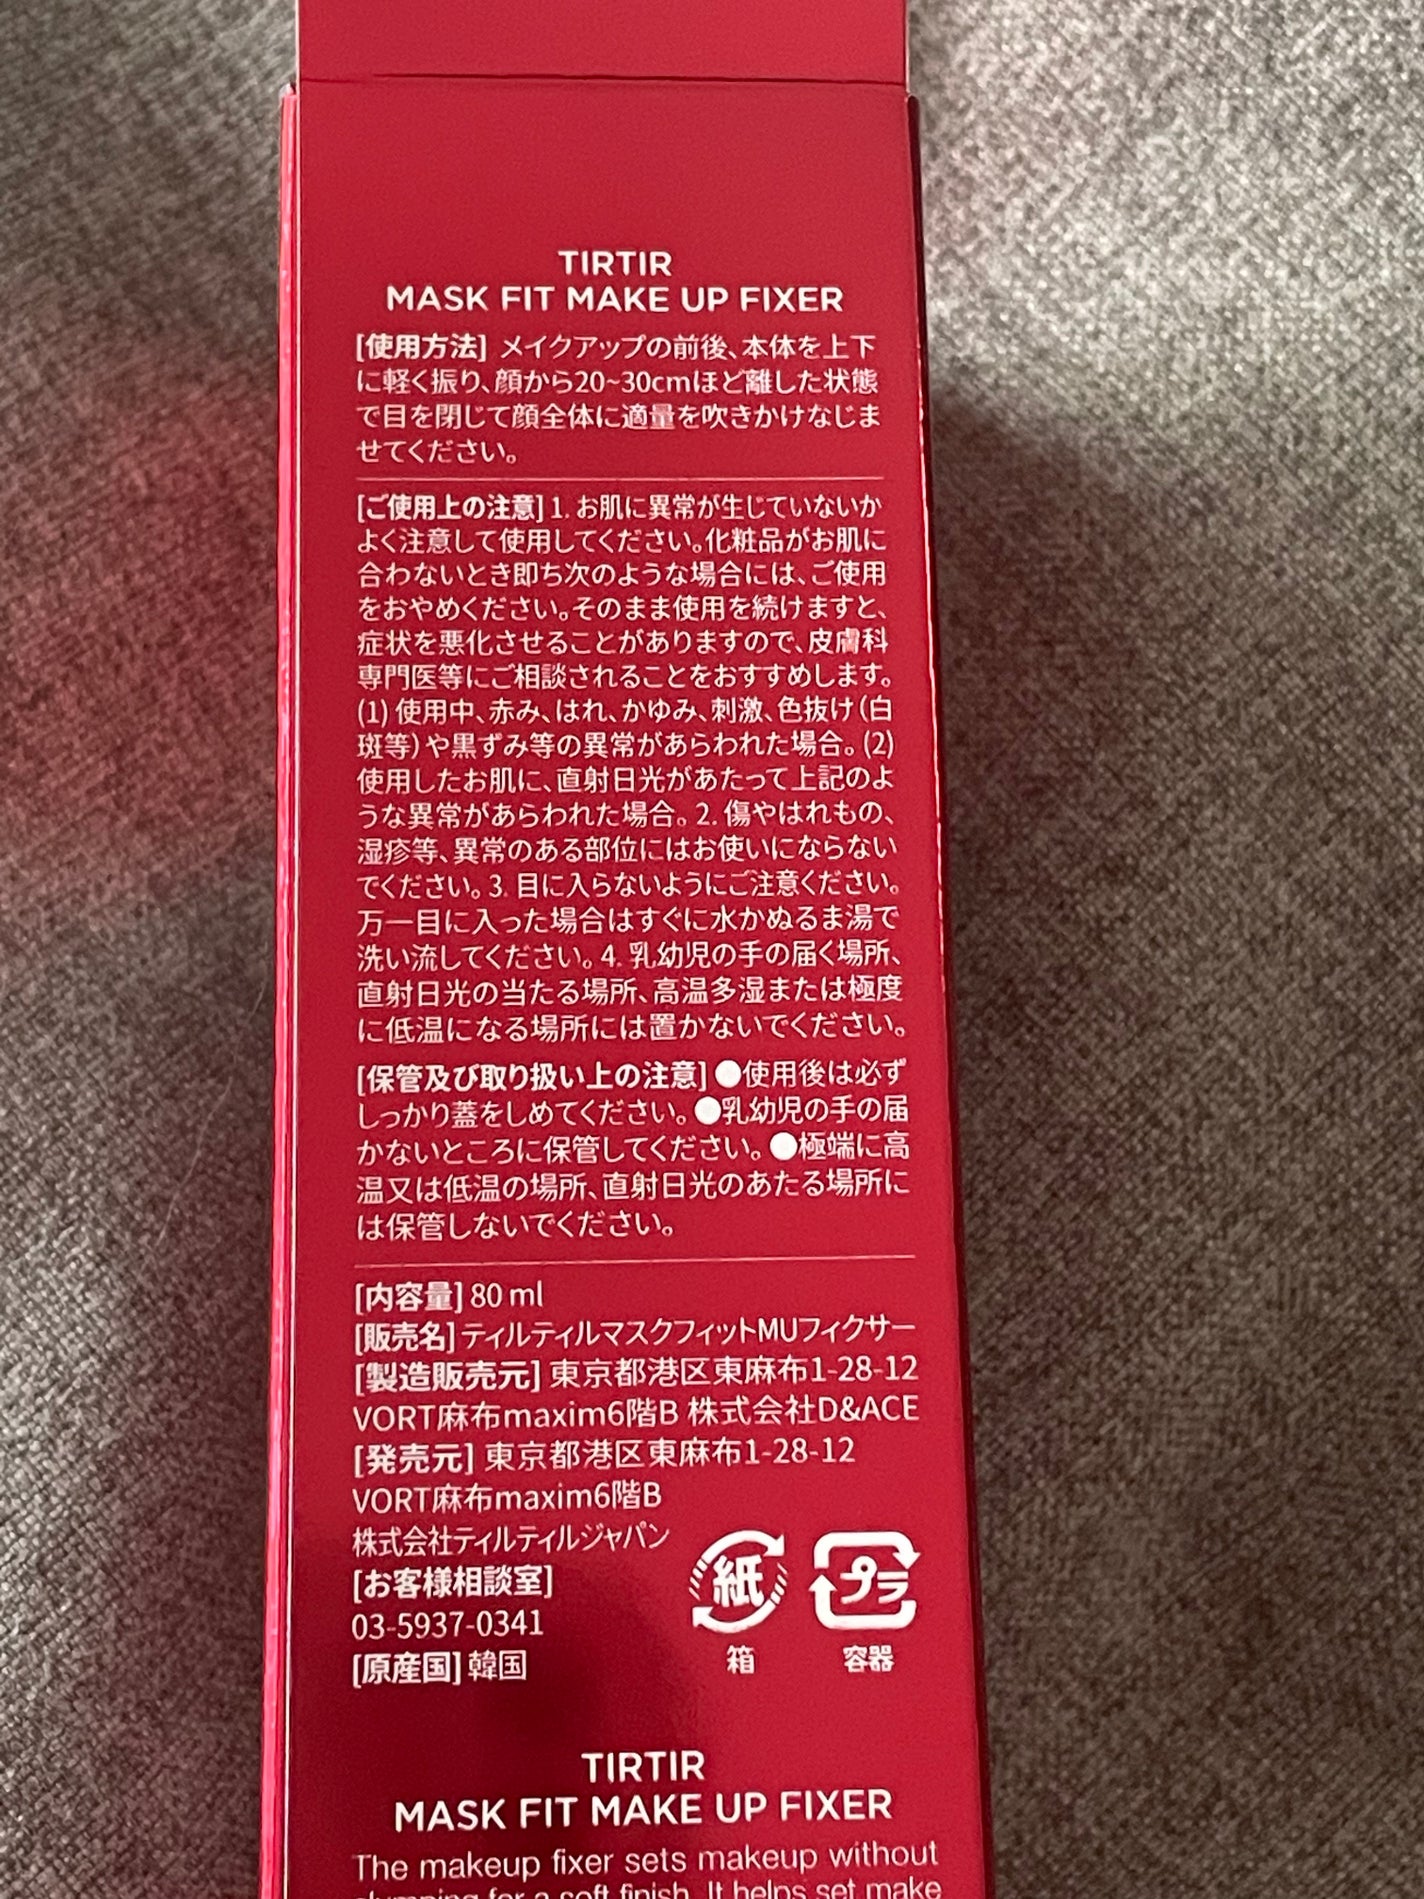 TIRTIR
MASK FIT MAKE UP FIXER
[使用方法] メイクアップの前後、本体を上下
に軽く振り、顔から20~30cmほど離した状態
で目を閉じて顔全体に適量を吹きかけなじま
せてください。
[ご使用上の注意] 1. お肌に異常が生じていないか
よく注意して使用してください。化粧品がお肌に
合わないとき即ち次のような場合には、ご使用
をおやめください。そのまま使用を続けますと、
症状を悪化させることがありますので、皮膚科
専門医等にご相談されることをおすすめします。
(1) 使用中、赤み、はれ、かゆみ、刺激、色抜け(白
斑等)や黒ずみ等の異常があらわれた場合。(2)
使用したお肌に、直射日光があたって上記のよ
うな異常があらわれた場合。2. 傷やはれもの、
湿疹等、異常のある部位にはお使いにならない
でください。3. 目に入らないようにご注意ください。
万一目に入った場合はすぐに水かぬるま湯で
洗い流してください。4. 乳幼児の手の届く場所、
直射日光の当たる場所、高温多湿または極度
に低温になる場所には置かないでください。
[保管及び取り扱い上の注意] ●使用後は必ず
しっかり蓋をしめてください。●乳幼児の手の届
かないところに保管してください。●極端に高
温又は低温の場所、直射日光のあたる場所に
は保管しないでください。
[内容量] 80 ml
[販売名] ティルティルマスクフィットMUフィクサー
[製造販売元] 東京都港区東麻布1-28-12
VORT麻布maxim6階B 株式会社D&ACE
[発売元] 東京都港区東麻布1-28-12
VORT麻布maxim6階B
株式会社ティルティルジャパン
[お客様相談室]
03-5937-0341
[原産国] 韓国
紙 プラ
箱 容器
TIRTIR
MASK FIT MAKE UP FIXER
The makeup fixer sets makeup without
clumping for a soft finish. It helps set make